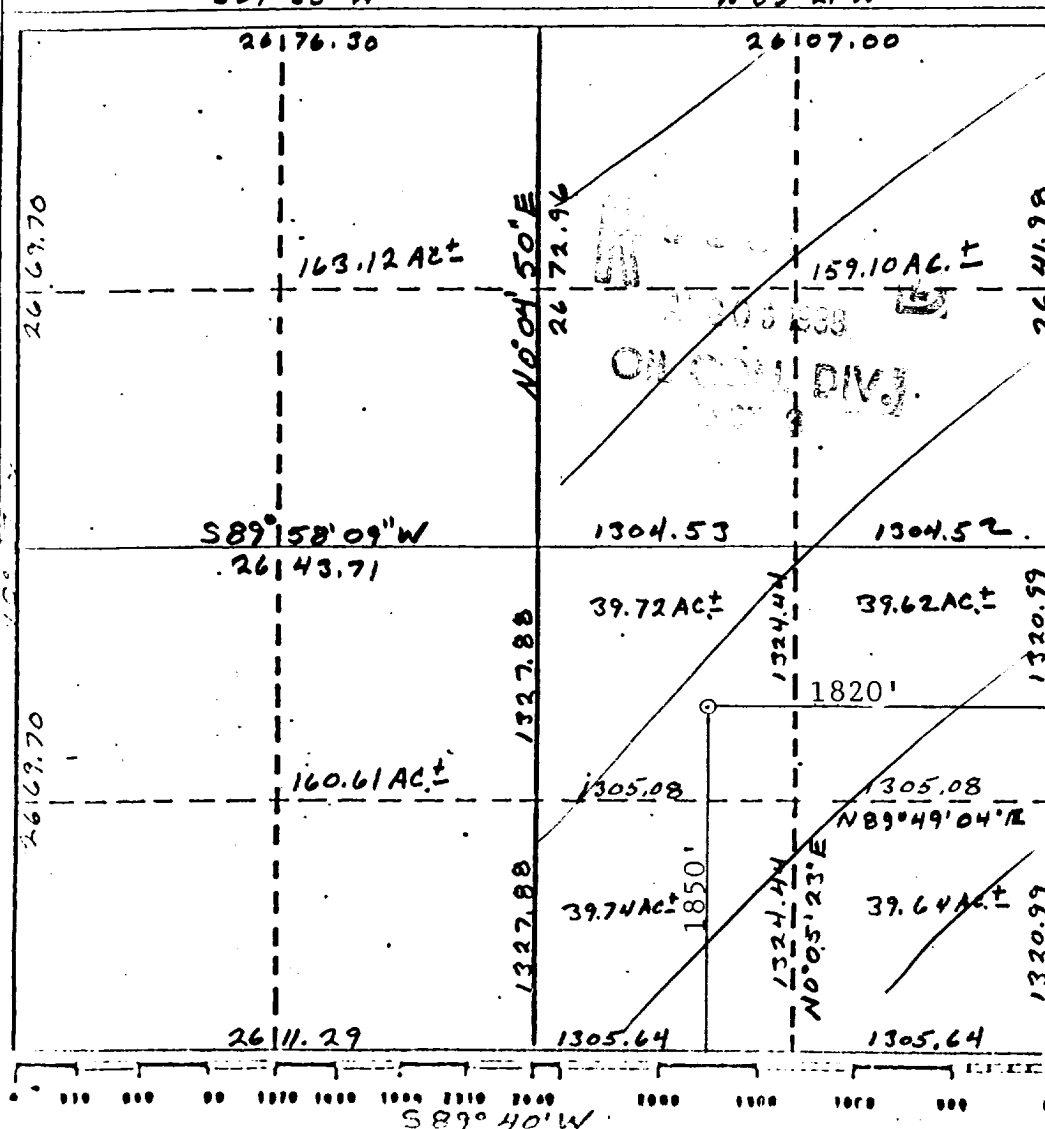 2676.30 2607.00
2669.70
N0°04'50"E
2672.96
2641.98
163.12 AC±
159.10 AC.±
OIL CON. DIV.
S89°58'09"W
1304.53 1304.52
2643.71
39.72 AC.±
39.62 AC.±
1327.88
1324.44
1320.99
1820'
2669.70
160.61 AC.±
1305.08 1305.08
N89°49'04"E
1850'
39.74 AC±
39.64 AC.±
1327.88
1324.44
N0°05'23"E
1320.99
2611.29 1305.64 1305.64
S89°40'W